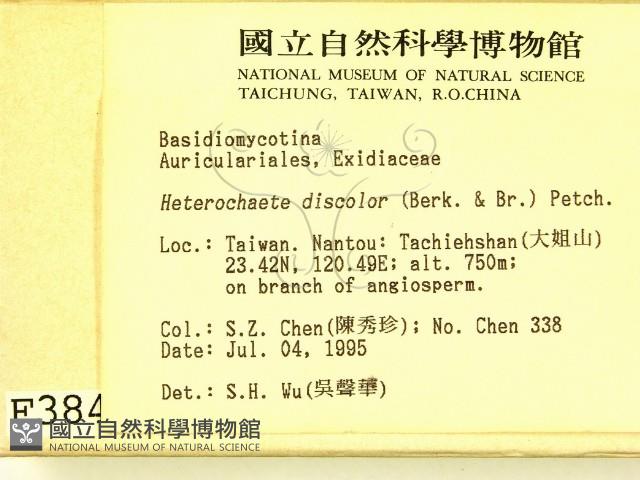 國立自然科學博物館
NATIONAL MUSEUM OF NATURAL SCIENCE
TAICHUNG, TAIWAN, R.O.CHINA
Basidiomycotina
Auriculariales, Exidiaceae
Heterochaete discolor (Berk. & Br.) Petch.
Loc.: Taiwan. Nantou: Tachiehshan(大姐山)
23.42N, 120.49E; alt. 750m;
on branch of angiosperm.
Col.: S.Z. Chen(陳秀珍); No. Chen 338
Date: Jul. 04, 1995
Det.: S.H. Wu(吳聲華)
F384
國立自然科學博物館
NATIONAL MUSEUM OF NATURAL SCIENCE